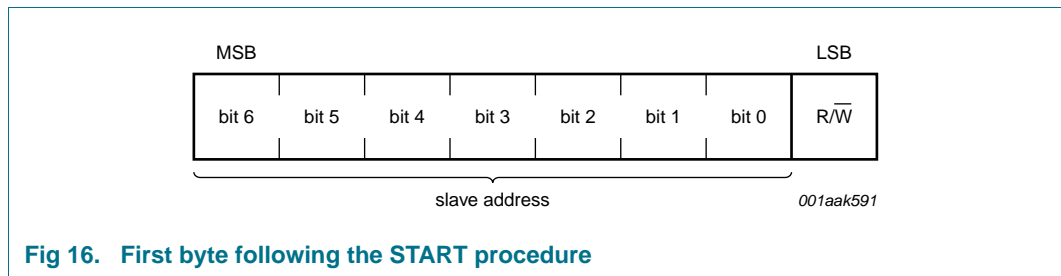 MSB LSB
bit 6 bit 5 bit 4 bit 3 bit 2 bit 1 bit 0 R/W̅
slave address 001aak591
Fig 16. First byte following the START procedure